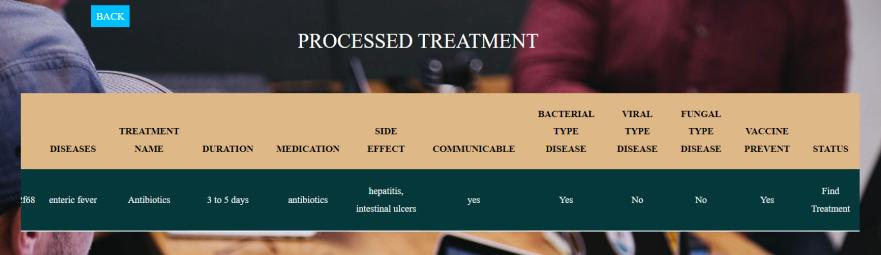 BACK
PROCESSED TREATMENT
DISEASES TREATMENT NAME DURATION MEDICATION SIDE EFFECT COMMUNICABLE BACTERIAL TYPE DISEASE VIRAL TYPE DISEASE FUNGAL TYPE DISEASE VACCINE PREVENT STATUS
f68 enteric fever Antibiotics 3 to 5 days antibiotics hepatitis, intestinal ulcers yes Yes No No Yes Find Treatment